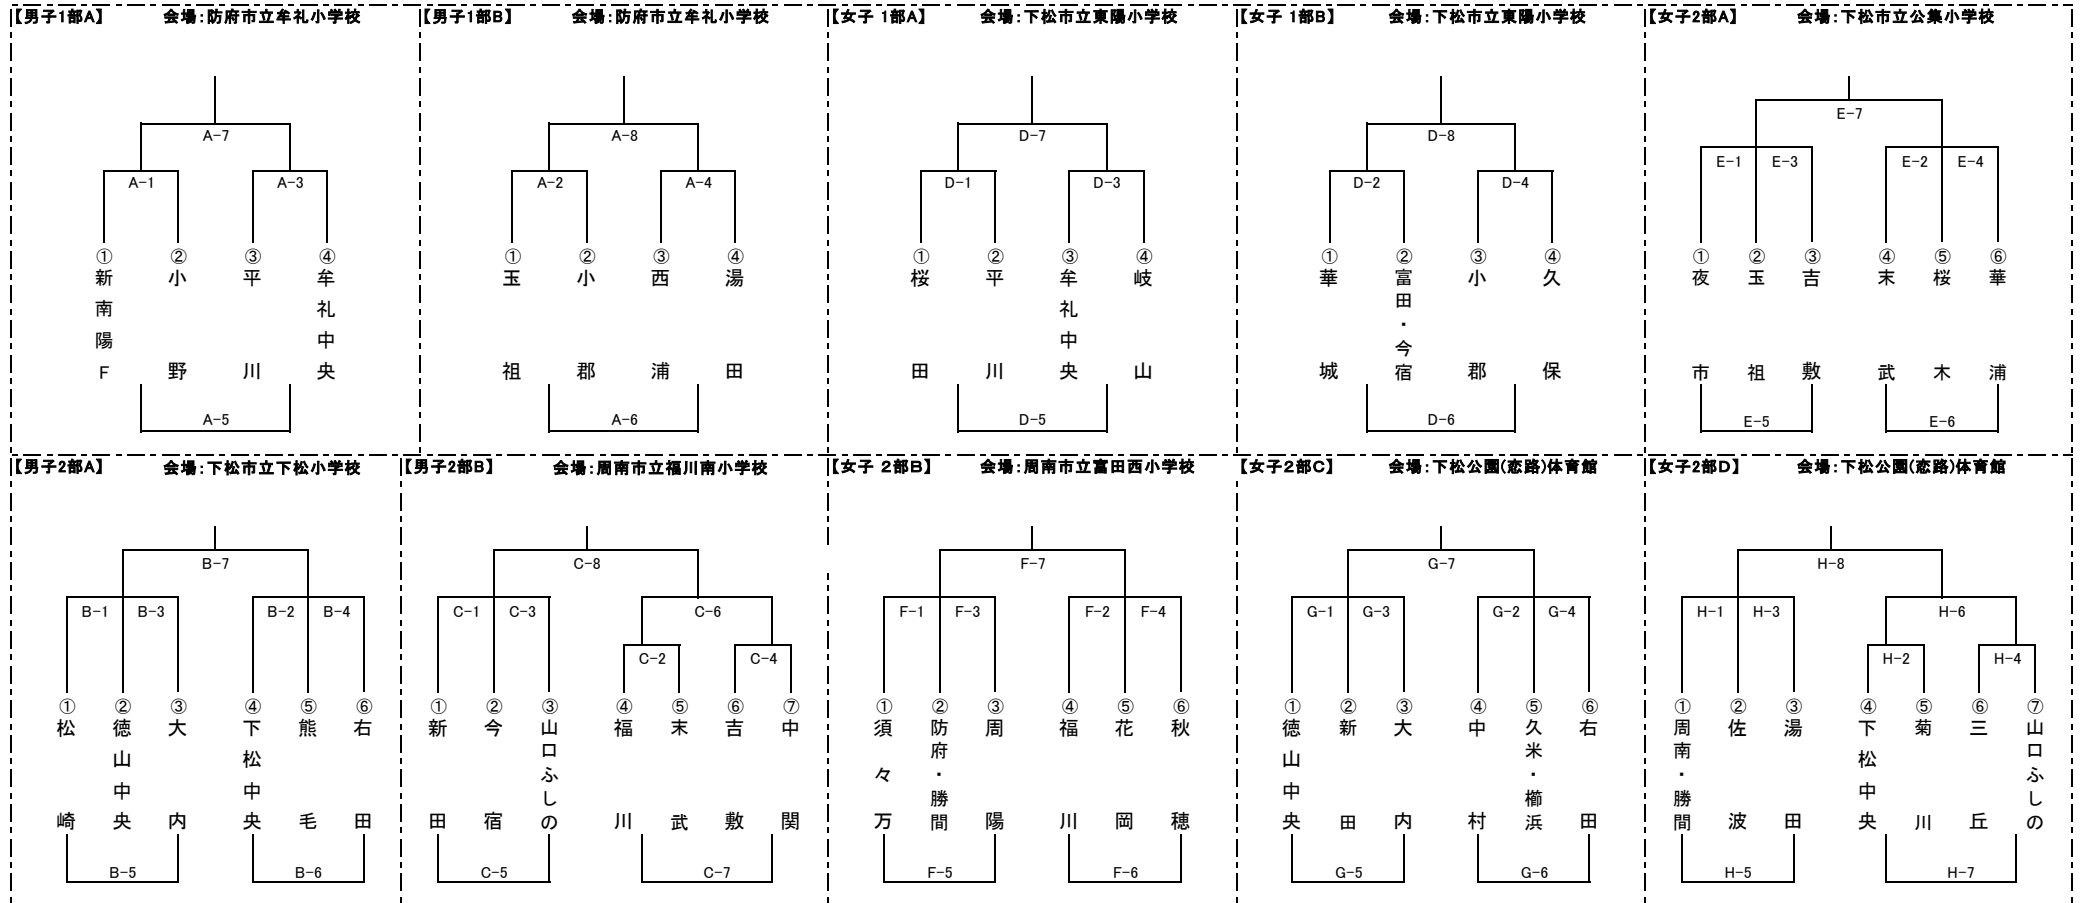 【男子1部A】 会場：防府市立牟礼小学校
A-7
A-1 A-3
① ② ③ ④
新南陽F 小野 平川 牟礼中央
A-5
【男子1部B】 会場：防府市立牟礼小学校
A-8
A-2 A-4
① ② ③ ④
玉祖 小郡 西浦 湯田
A-6
【女子 1部A】 会場：下松市立東陽小学校
D-7
D-1 D-3
① ② ③ ④
桜田 平川 牟礼中央 岐山
D-5
【女子 1部B】 会場：下松市立東陽小学校
D-8
D-2 D-4
① ② ③ ④
華城 富田・今宿 小郡 久保
D-6
【女子2部A】 会場：下松市立公集小学校
E-7
E-1 E-3 E-2 E-4
① ② ③ ④ ⑤ ⑥
夜市 玉祖 吉敷 末武 桜木 華浦
E-5 E-6
【男子2部A】 会場：下松市立下松小学校
B-7
B-1 B-3 B-2 B-4
① ② ③ ④ ⑤ ⑥
松崎 徳山中央 大内 下松中央 熊毛 右田
B-5 B-6
【男子2部B】 会場：周南市立福川南小学校
C-8
C-1 C-3 C-6
C-2 C-4
① ② ③ ④ ⑤ ⑥ ⑦
新田 今宿 山口ふしの 福川 末武 吉敷 中関
C-5 C-7
【女子 2部B】 会場：周南市立富田西小学校
F-7
F-1 F-3 F-2 F-4
① ② ③ ④ ⑤ ⑥
須々万 防府・勝間 周陽 福川 花岡 秋穂
F-5 F-6
【女子2部C】 会場：下松公園(恋路)体育館
G-7
G-1 G-3 G-2 G-4
① ② ③ ④ ⑤ ⑥
徳山中央 新田 大内 中村 久米・櫛浜 右田
G-5 G-6
【女子2部D】 会場：下松公園(恋路)体育館
H-8
H-1 H-3 H-6
H-2 H-4
① ② ③ ④ ⑤ ⑥ ⑦
周南・勝間 佐波 湯田 下松中央 菊川 三丘 山口ふしの
H-5 H-7